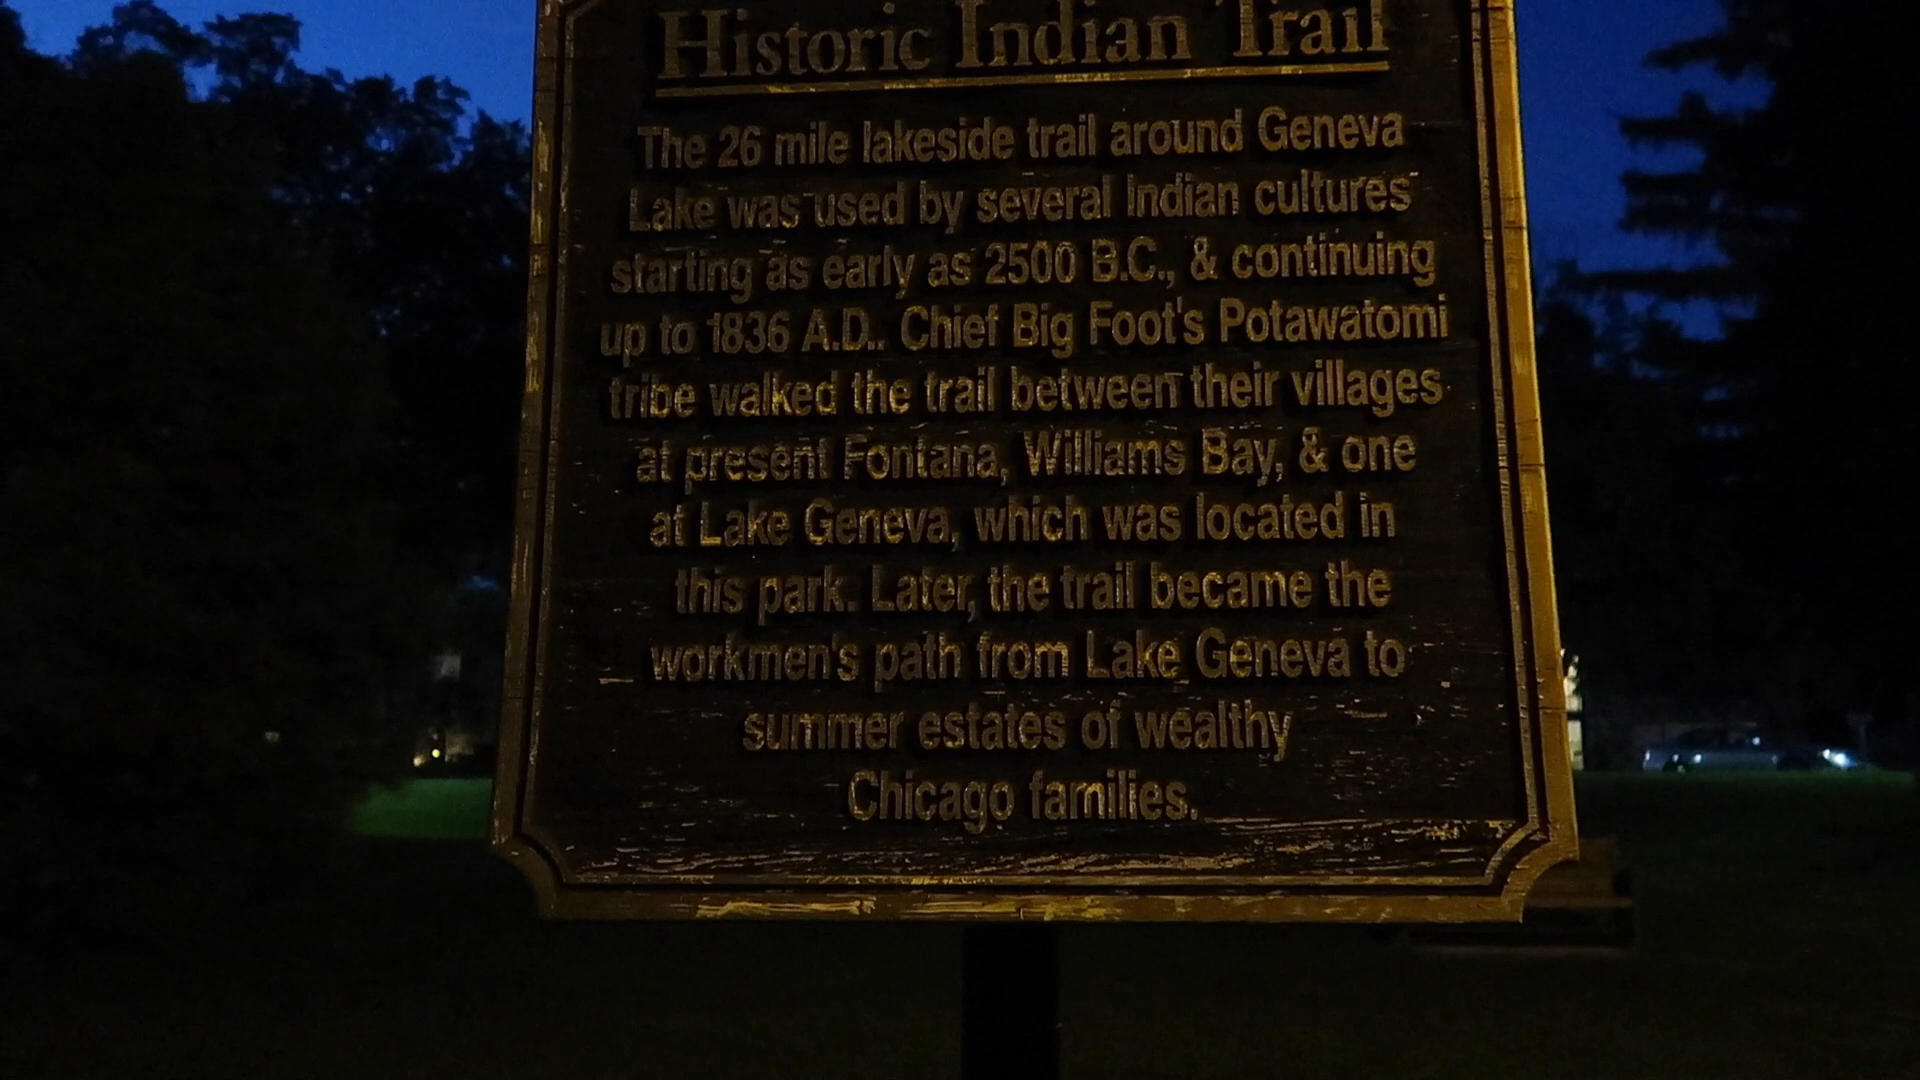 Historic Indian Trail
The 26 mile lakeside trail around Geneva
Lake was used by several Indian cultures
starting as early as 2500 B.C., & continuing
up to 1836 A.D.. Chief Big Foot's Potawatomi
tribe walked the trail between their villages
at present Fontana, Williams Bay, & one
at Lake Geneva, which was located in
this park. Later, the trail became the
workmen's path from Lake Geneva to
summer estates of wealthy
Chicago families.